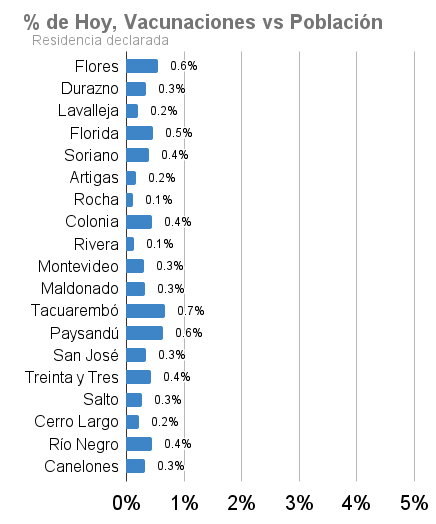 % de Hoy, Vacunaciones vs Población
Residencia declarada
Flores 0.6%
Durazno 0.3%
Lavalleja 0.2%
Florida 0.5%
Soriano 0.4%
Artigas 0.2%
Rocha 0.1%
Colonia 0.4%
Rivera 0.1%
Montevideo 0.3%
Maldonado 0.3%
Tacuarembó 0.7%
Paysandú 0.6%
San José 0.3%
Treinta y Tres 0.4%
Salto 0.3%
Cerro Largo 0.2%
Río Negro 0.4%
Canelones 0.3%
0% 1% 2% 3% 4% 5%